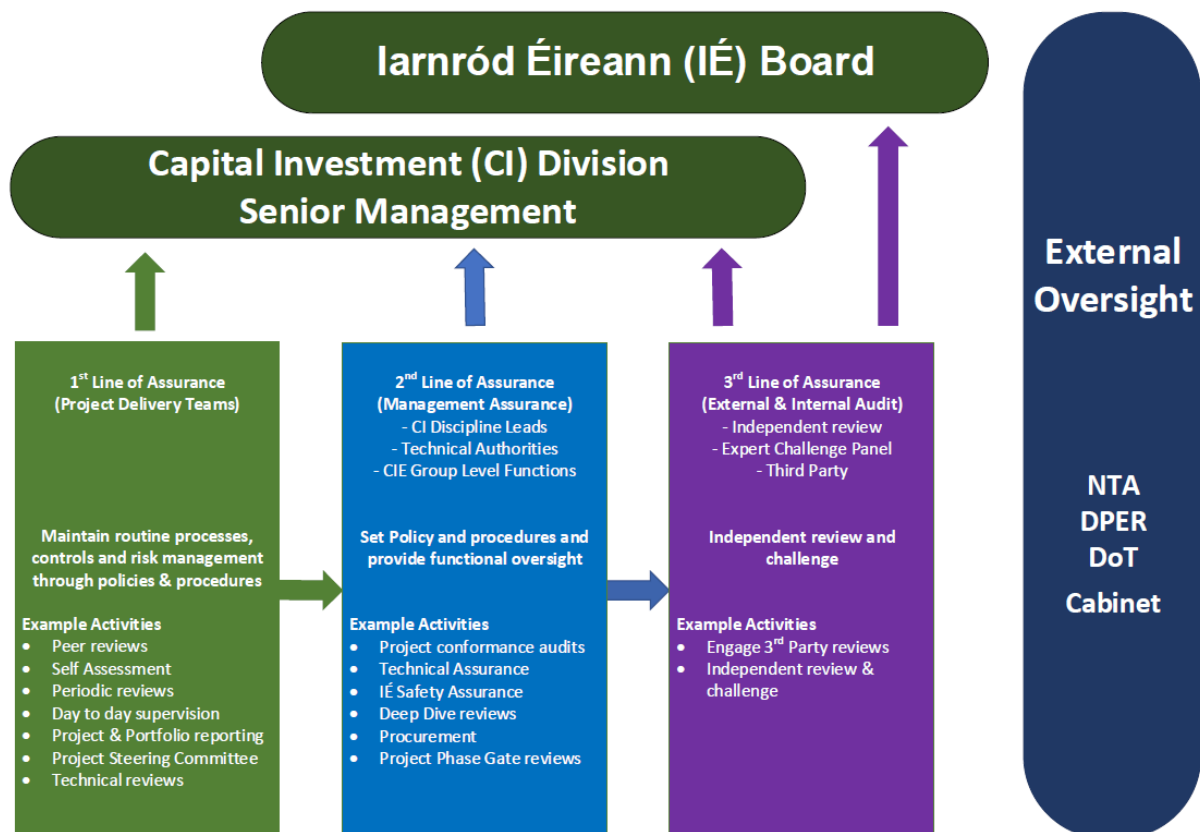 Iarnród Éireann (IÉ) Board
Capital Investment (CI) Division
Senior Management
1st Line of Assurance
(Project Delivery Teams)
Maintain routine processes,
controls and risk management
through policies & procedures
Example Activities
• Peer reviews
• Self Assessment
• Periodic reviews
• Day to day supervision
• Project & Portfolio reporting
• Project Steering Committee
• Technical reviews
2nd Line of Assurance
(Management Assurance)
- CI Discipline Leads
- Technical Authorities
- CIE Group Level Functions
Set Policy and procedures and
provide functional oversight
Example Activities
• Project conformance audits
• Technical Assurance
• IÉ Safety Assurance
• Deep Dive reviews
• Procurement
• Project Phase Gate reviews
3rd Line of Assurance
(External & Internal Audit)
- Independent review
- Expert Challenge Panel
- Third Party
Independent review and
challenge
Example Activities
• Engage 3rd Party reviews
• Independent review &
challenge
External
Oversight
NTA
DPER
DoT
Cabinet